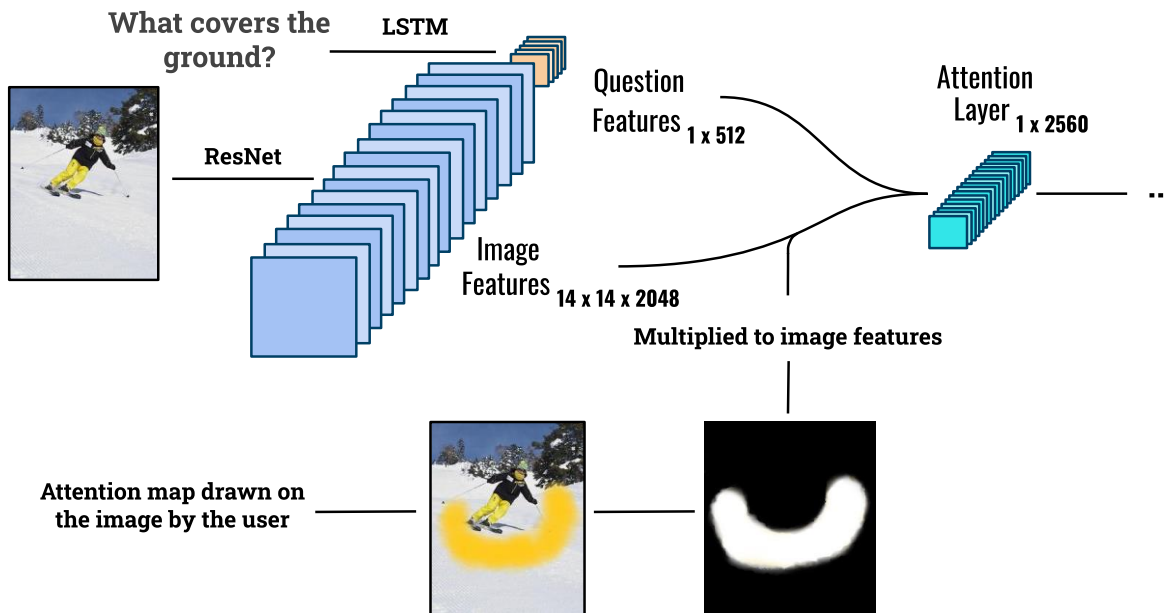 What covers the
ground?
LSTM
ResNet
Question
Features 1 x 512
Attention
Layer 1 x 2560
..
Image
Features 14 x 14 x 2048
Multiplied to image features
Attention map drawn on
the image by the user